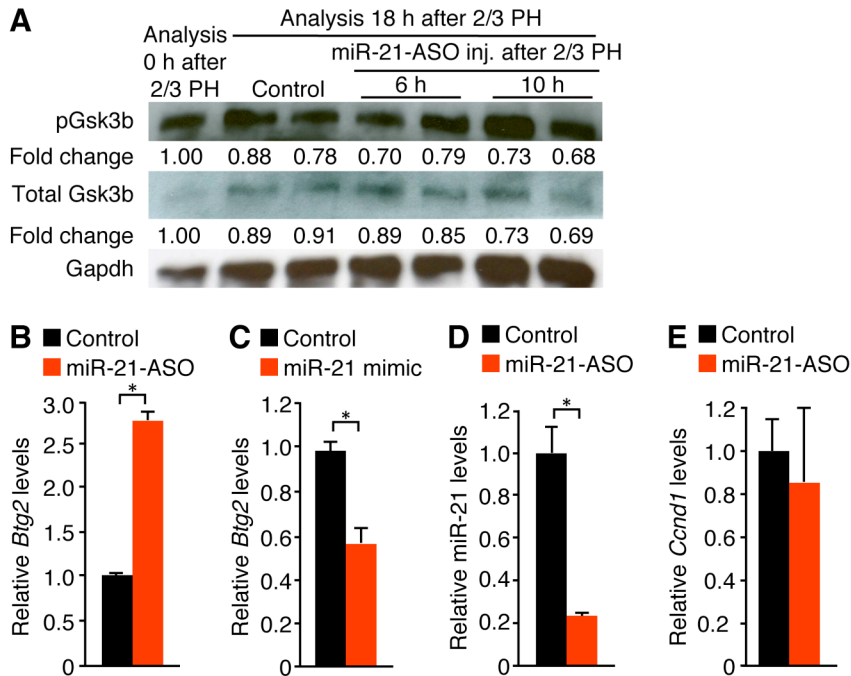 A
Analysis 0 h after 2/3 PH
Analysis 18 h after 2/3 PH
miR-21-ASO inj. after 2/3 PH
Control
6 h
10 h
pGsk3b
Fold change 1.00 0.88 0.78 0.70 0.79 0.73 0.68
Total Gsk3b
Fold change 1.00 0.89 0.91 0.89 0.85 0.73 0.69
Gapdh
B
Control
miR-21-ASO
*
Relative Btg2 levels
3.0
2.5
2.0
1.5
1.0
0.5
0
C
Control
miR-21 mimic
*
Relative Btg2 levels
1.2
1.0
0.8
0.6
0.4
0.2
0
D
Control
miR-21-ASO
*
Relative miR-21 levels
1.2
1.0
0.8
0.6
0.4
0.2
0
E
Control
miR-21-ASO
Relative Ccnd1 levels
1.2
1.0
0.8
0.6
0.4
0.2
0